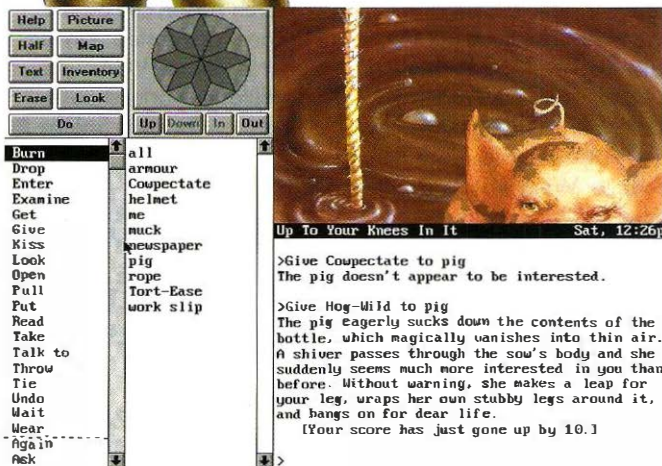 Help Picture
Half Map
Text Inventory
Erase Look
Do
Up Down In Out
Burn
Drop
Enter
Examine
Get
Give
Kiss
Look
Open
Pull
Put
Read
Take
Talk to
Throw
Tie
Undo
Wait
Wear
Again
Ask
all
armour
Cowpectate
helmet
me
muck
newspaper
pig
rope
Tort-Ease
work slip
Up To Your Knees In It Sat, 12:26p
>Give Cowpectate to pig
The pig doesn't appear to be interested.
>Give Hog-Wild to pig
The pig eagerly sucks down the contents of the
bottle, which magically vanishes into thin air.
A shiver passes through the sow's body and she
suddenly seems much more interested in you than
before. Without warning, she makes a leap for
your leg, wraps her own stubby legs around it,
and hangs on for dear life.
[Your score has just gone up by 10.]
>